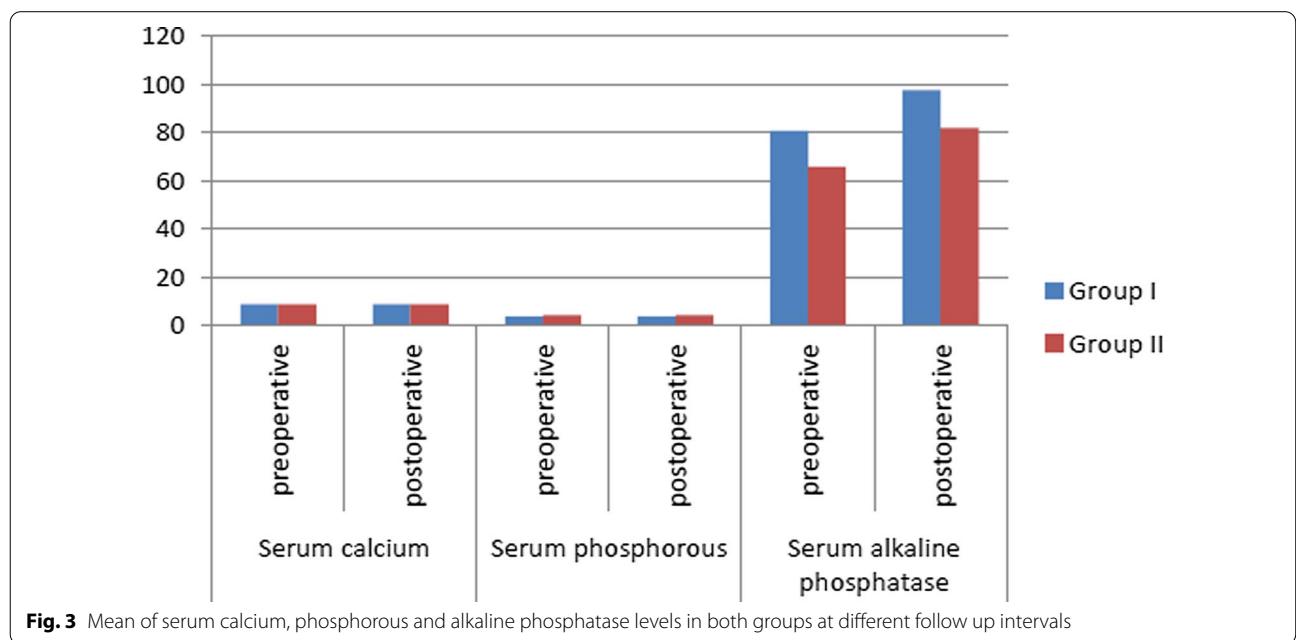 120
100
80
60
40
20
0
preoperative
postoperative
preoperative
postoperative
preoperative
postoperative
Serum calcium
Serum phosphorous
Serum alkaline
phosphatase
Group I
Group II
Fig. 3 Mean of serum calcium, phosphorous and alkaline phosphatase levels in both groups at different follow up intervals